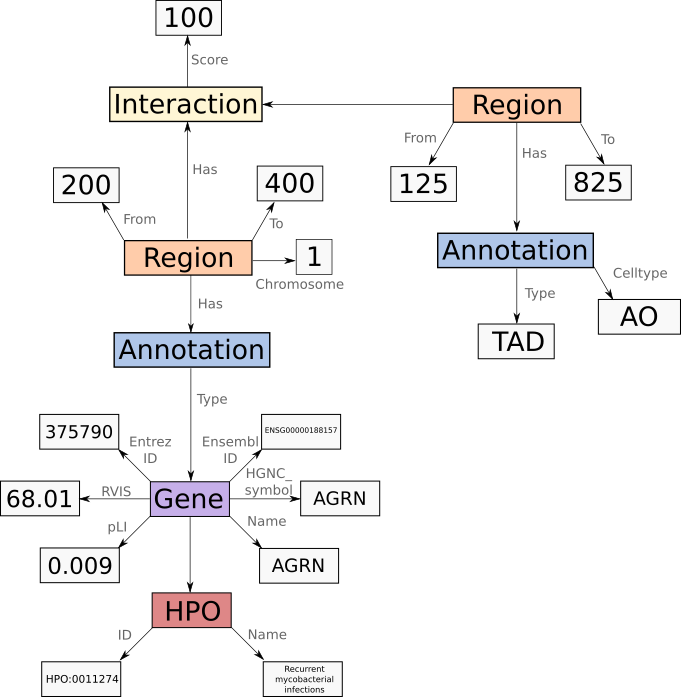 100
Score
Interaction
Region
From
To
Has
125
825
Has
200
400
From
To
Region
1
Chromosome
Annotation
Celltype
Type
AO
TAD
Has
Annotation
Type
375790
Entrez
ID
Ensembl
ID
ENSG00000188157
HGNC_
symbol
68.01
RVIS
Gene
AGRN
pLI
Name
0.009
AGRN
HPO
ID
Name
HPO:0011274
Recurrent
mycobacterial
infections